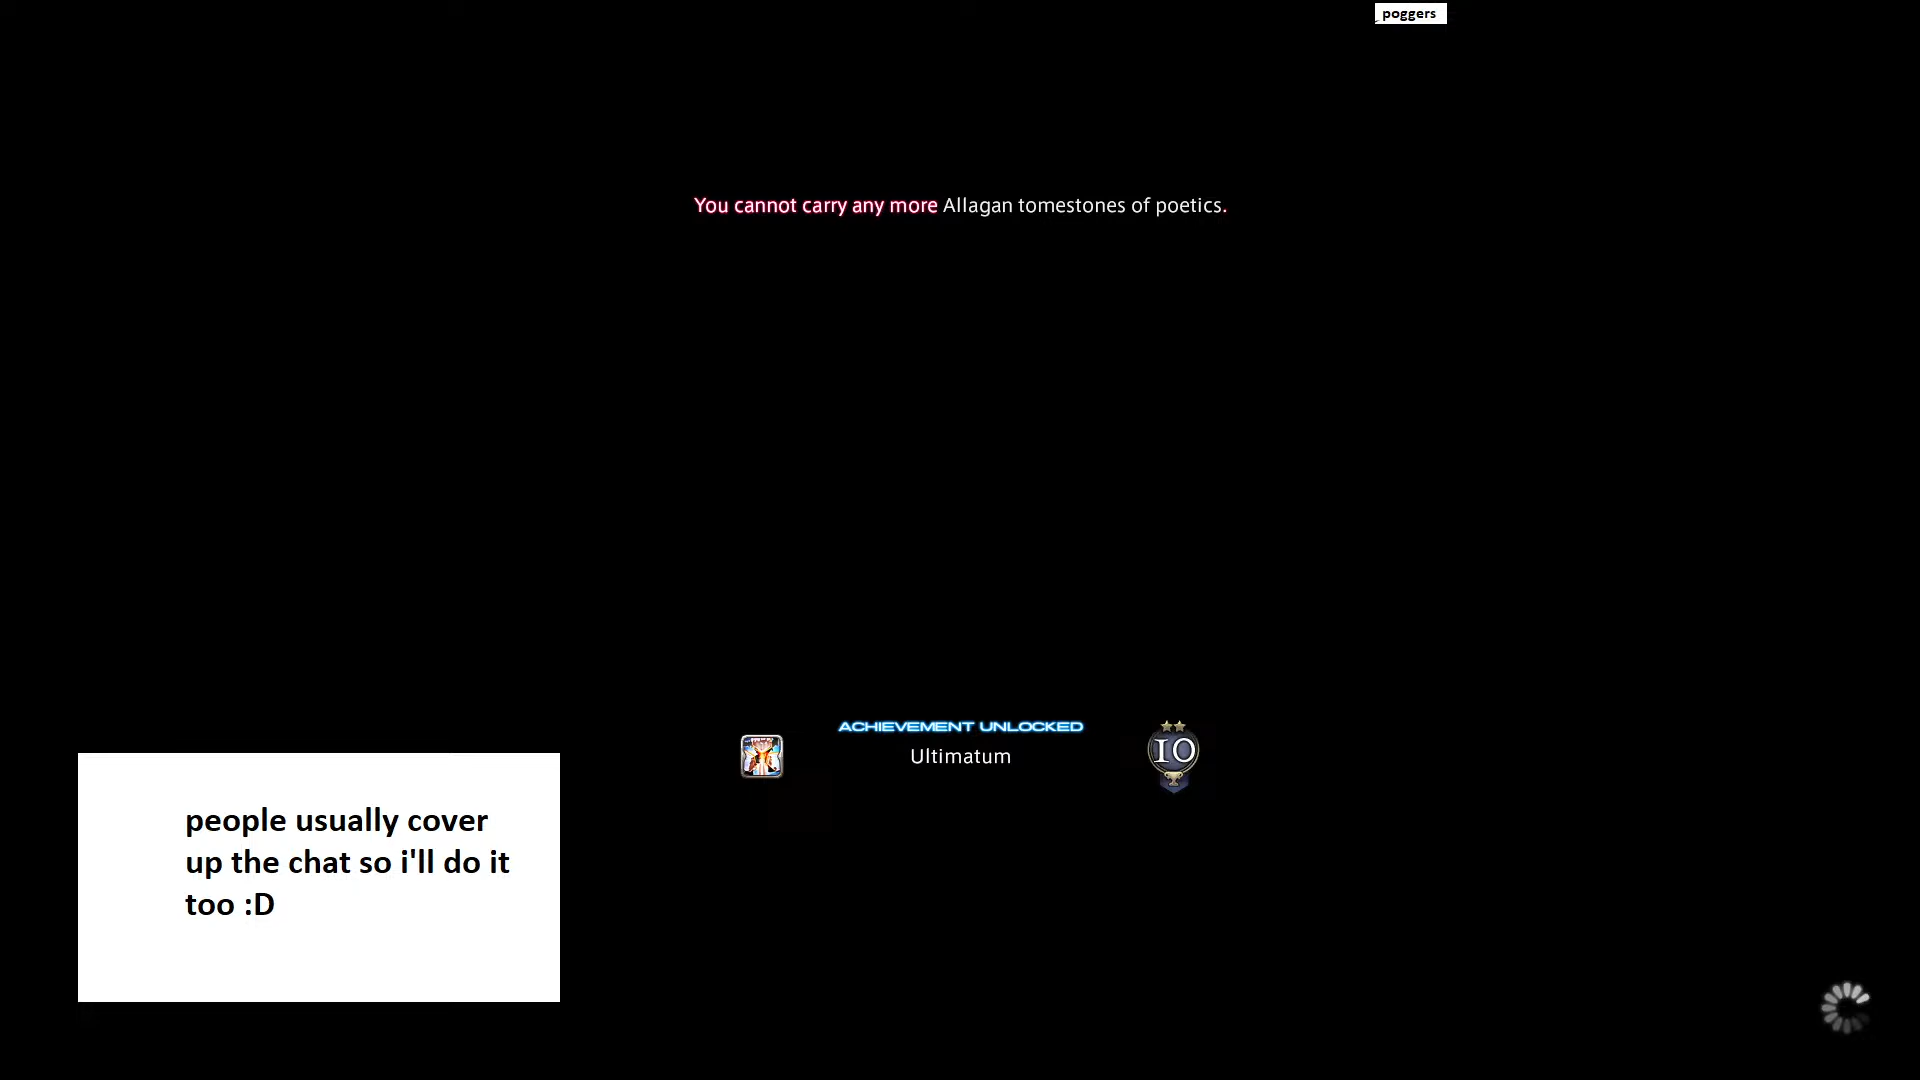 poggers
You cannot carry any more Allagan tomestones of poetics.
ACHIEVEMENT UNLOCKED
Ultimatum
10
people usually cover
up the chat so i'll do it
too :D